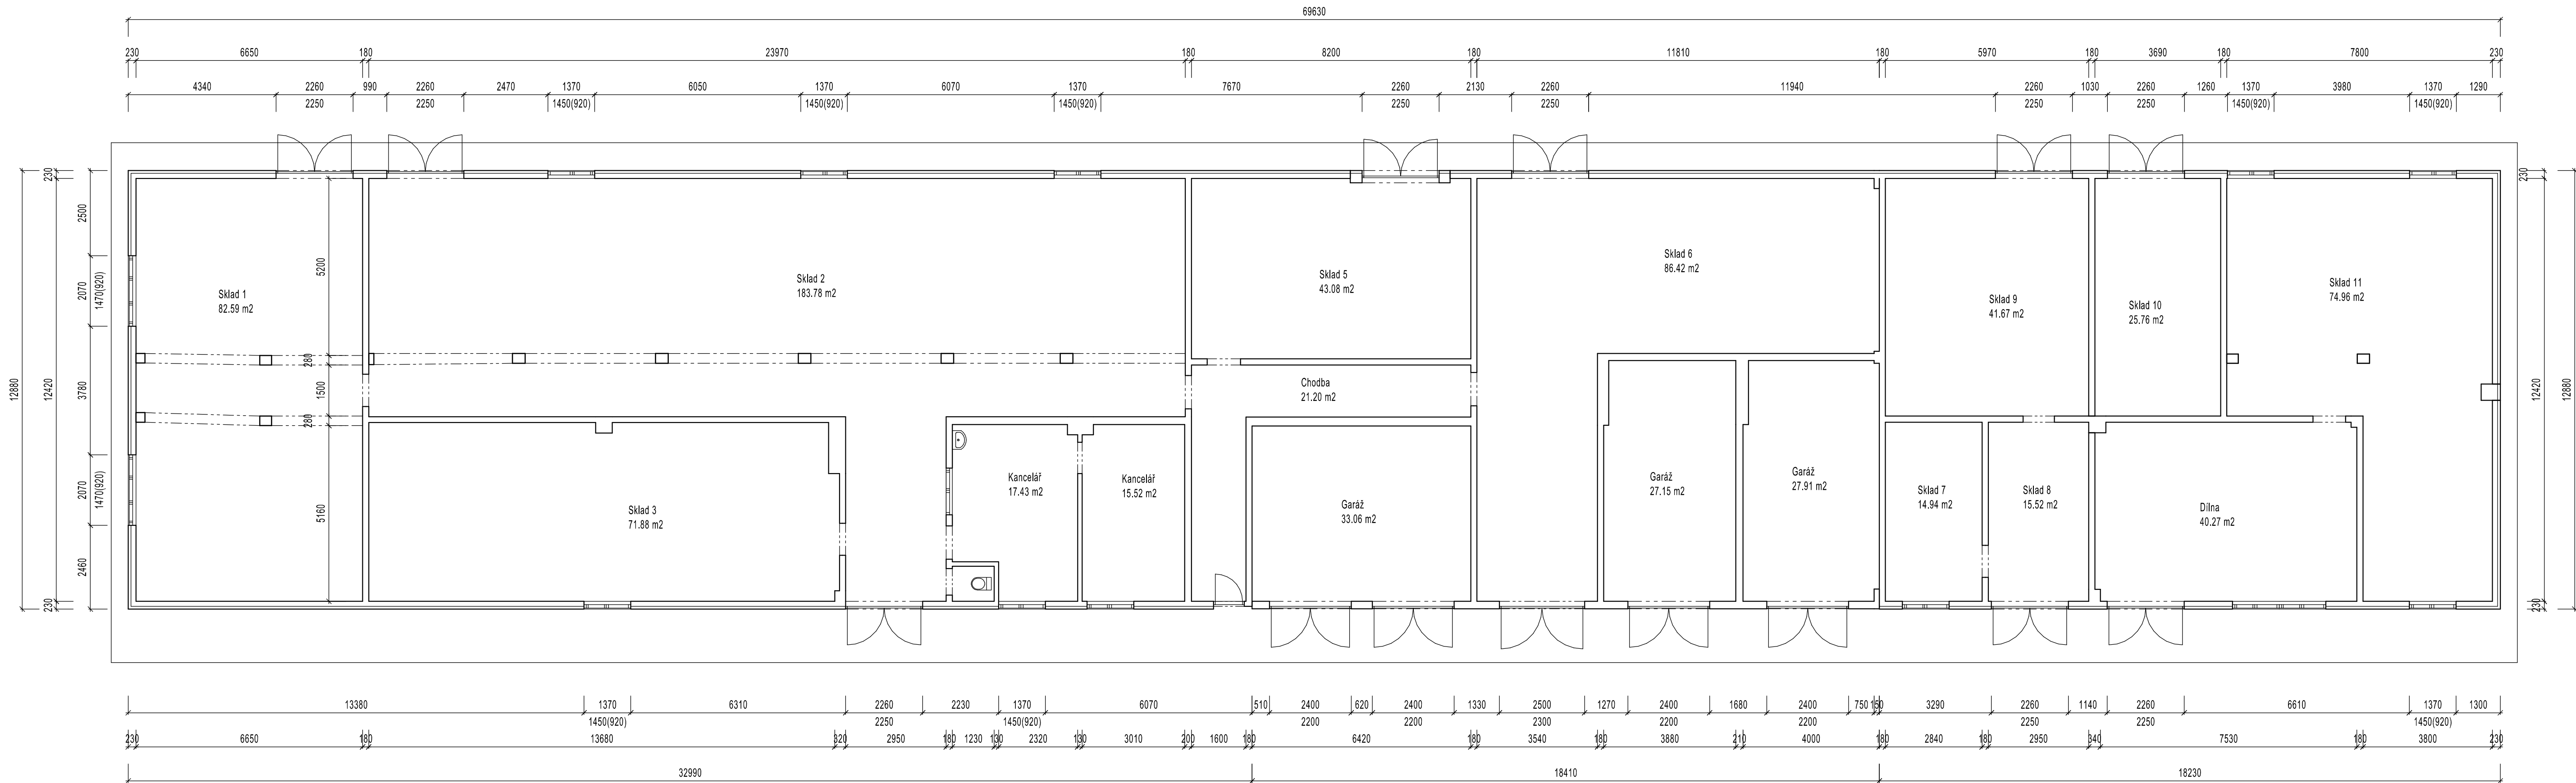 69630
230 6650 180 23970 180 8200 180 11810 180 5970 180 3690 180 7800 230
4340 2260 990 2260 2470 1370 6050 1370 6070 1370 7670 2260 2130 2260 11940 2260 1030 2260 1260 1370 3980 1370 1290
2250 2250 1450(920) 1450(920) 1450(920) 2250 2250 2250 2250 1450(920) 1450(920)
12880
230
12420
230
2500
2070
1470(920)
3780
2070
1470(920)
2460
5200
280
1500
280
5160
Sklad 1
82.59 m2
Sklad 2
183.78 m2
Sklad 3
71.88 m2
Kancelář
17.43 m2
Kancelář
15.52 m2
Sklad 5
43.08 m2
Chodba
21.20 m2
Garáž
33.06 m2
Sklad 6
86.42 m2
Garáž
27.15 m2
Garáž
27.91 m2
Sklad 9
41.67 m2
Sklad 10
25.76 m2
Sklad 11
74.96 m2
Sklad 7
14.94 m2
Sklad 8
15.52 m2
Dílna
40.27 m2
230
12420
230
12880
13380 1370 6310 2260 2230 1370 6070 510 2400 620 2400 1330 2500 1270 2400 1680 2400 750 150 3290 2260 1140 2260 6610 1370 1300
1450(920) 2250 1450(920) 2200 2200 2300 2200 2200 2250 2250 1450(920)
230 6650 180 13680 320 2950 180 1230 130 2320 130 3010 200 1600 180 6420 180 3540 180 3880 210 4000 180 2840 180 2950 340 7530 180 3800 230
32990 18410 18230